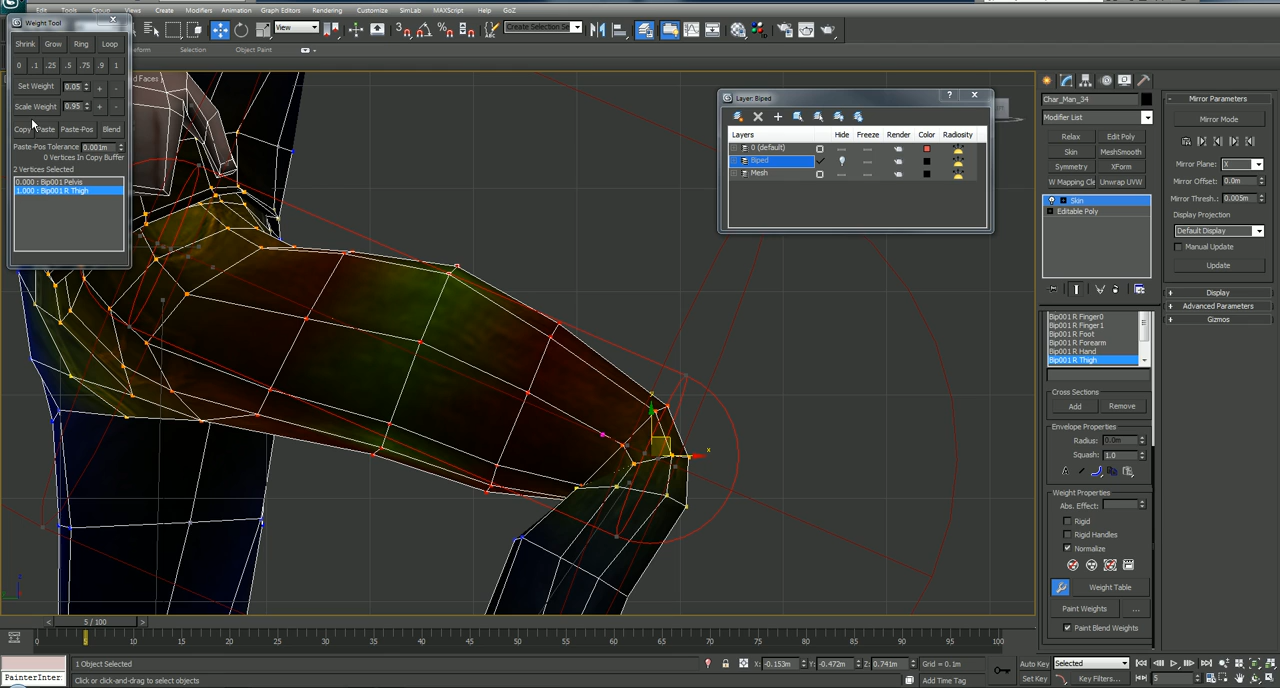 Edit
Tools
Group
Views
Create
Modifiers
Animation
Graph Editors
Rendering
Customize
SimLab
MAXScript
Help
GoZ
Weight Tool
Shrink
Grow
Ring
Loop
0
.1
.25
.5
.75
.9
1
Set Weight
0.05
+
-
Scale Weight
0.95
+
-
Copy
Paste
Paste-Pos
Blend
Paste-Pos Tolerance
0.001m
0 Vertices In Copy Buffer
2 Vertices Selected
0.000 : Bip001 Pelvis
1.000 : Bip001 R Thigh
View
Create Selection Se
Selection
Object Paint
Layer: Biped
?
Layers
Hide
Freeze
Render
Color
Radiosity
0 (default)
Biped
Mesh
x
Char_Man_34
Modifier List
Relax
Edit Poly
Skin
MeshSmooth
Symmetry
XForm
W Mapping Cle
Unwrap UVW
Skin
Editable Poly
Bip001 R Finger0
Bip001 R Finger1
Bip001 R Foot
Bip001 R Forearm
Bip001 R Hand
Bip001 R Thigh
Cross Sections
Add
Remove
Envelope Properties
Radius:
0.0m
Squash:
1.0
Weight Properties
Abs. Effect:
Rigid
Rigid Handles
Normalize
Weight Table
Paint Weights
...
Paint Blend Weights
Mirror Parameters
Mirror Mode
Mirror Plane:
X
Mirror Offset:
0.0m
Mirror Thresh.:
0.005m
Display Projection
Default Display
Manual Update
Update
Display
Advanced Parameters
Gizmos
5 / 100
0
10
15
20
25
30
35
40
45
50
55
60
65
70
75
80
85
90
95
100
1 Object Selected
X:
-0.153m
Y:
-0.472m
Z:
0.741m
Grid = 0.1m
Auto Key
Selected
PainterInter
Click or click-and-drag to select objects
Add Time Tag
Set Key
Key Filters...
5